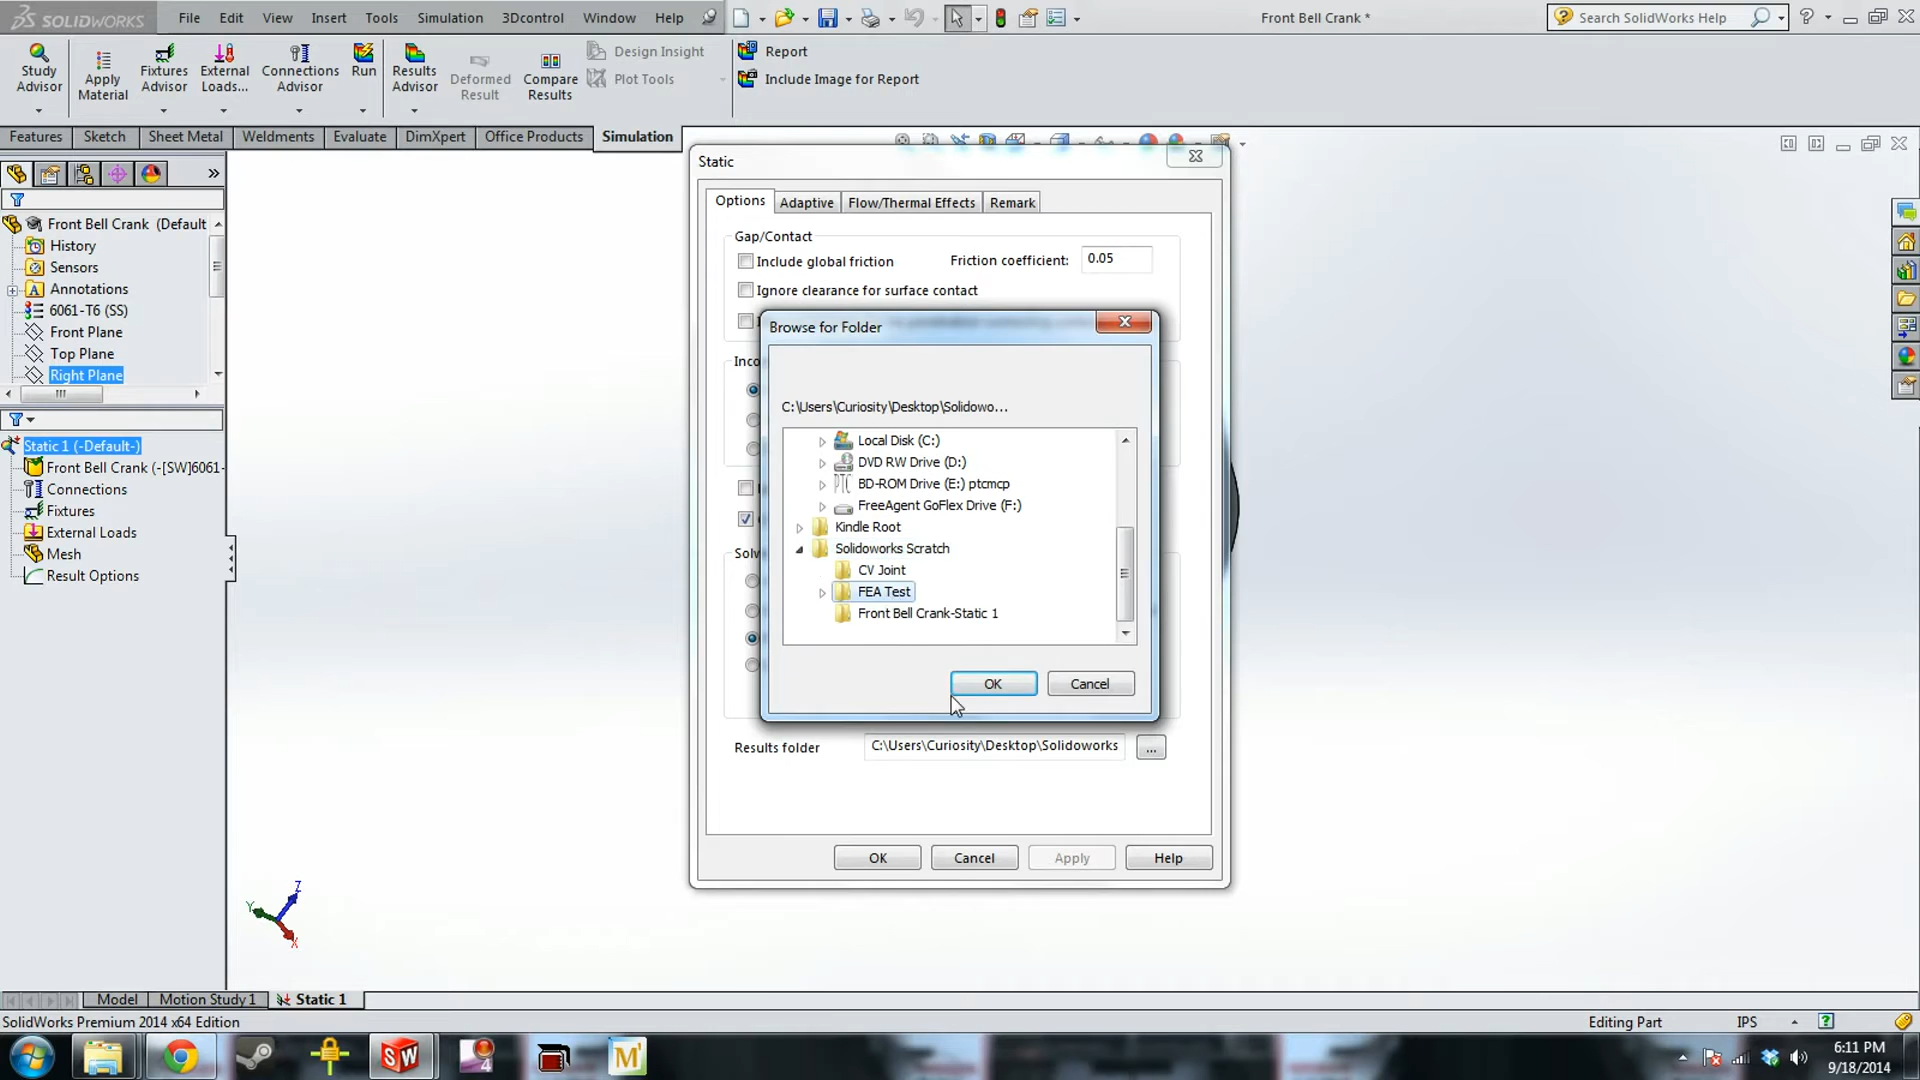 SOLIDWORKS File Edit View Insert Tools Simulation 3Dcontrol Window Help Front Bell Crank * Search SolidWorks Help
Study Advisor
Apply Material
Fixtures Advisor
External Loads...
Connections Advisor
Run
Results Advisor
Deformed Result
Compare Results
Design Insight
Plot Tools
Report
Include Image for Report
Features Sketch Sheet Metal Weldments Evaluate DimXpert Office Products Simulation
Front Bell Crank (Default
History
Sensors
Annotations
6061-T6 (SS)
Front Plane
Top Plane
Right Plane
Static 1 (-Default-)
Front Bell Crank (-[SW]6061-
Connections
Fixtures
External Loads
Mesh
Result Options
Static
Options Adaptive Flow/Thermal Effects Remark
Gap/Contact
Include global friction Friction coefficient: 0.05
Ignore clearance for surface contact
Browse for Folder
Inco
C:\Users\Curiosity\Desktop\Solidowo...
Local Disk (C:)
DVD RW Drive (D:)
BD-ROM Drive (E:) ptcmcp
FreeAgent GoFlex Drive (F:)
Kindle Root
Solidoworks Scratch
Solv
CV Joint
FEA Test
Front Bell Crank-Static 1
OK Cancel
Results folder C:\Users\Curiosity\Desktop\Solidoworks ...
OK Cancel Apply Help
Z
Y
X
Model Motion Study 1 Static 1
SolidWorks Premium 2014 x64 Edition Editing Part IPS
6:11 PM
9/18/2014